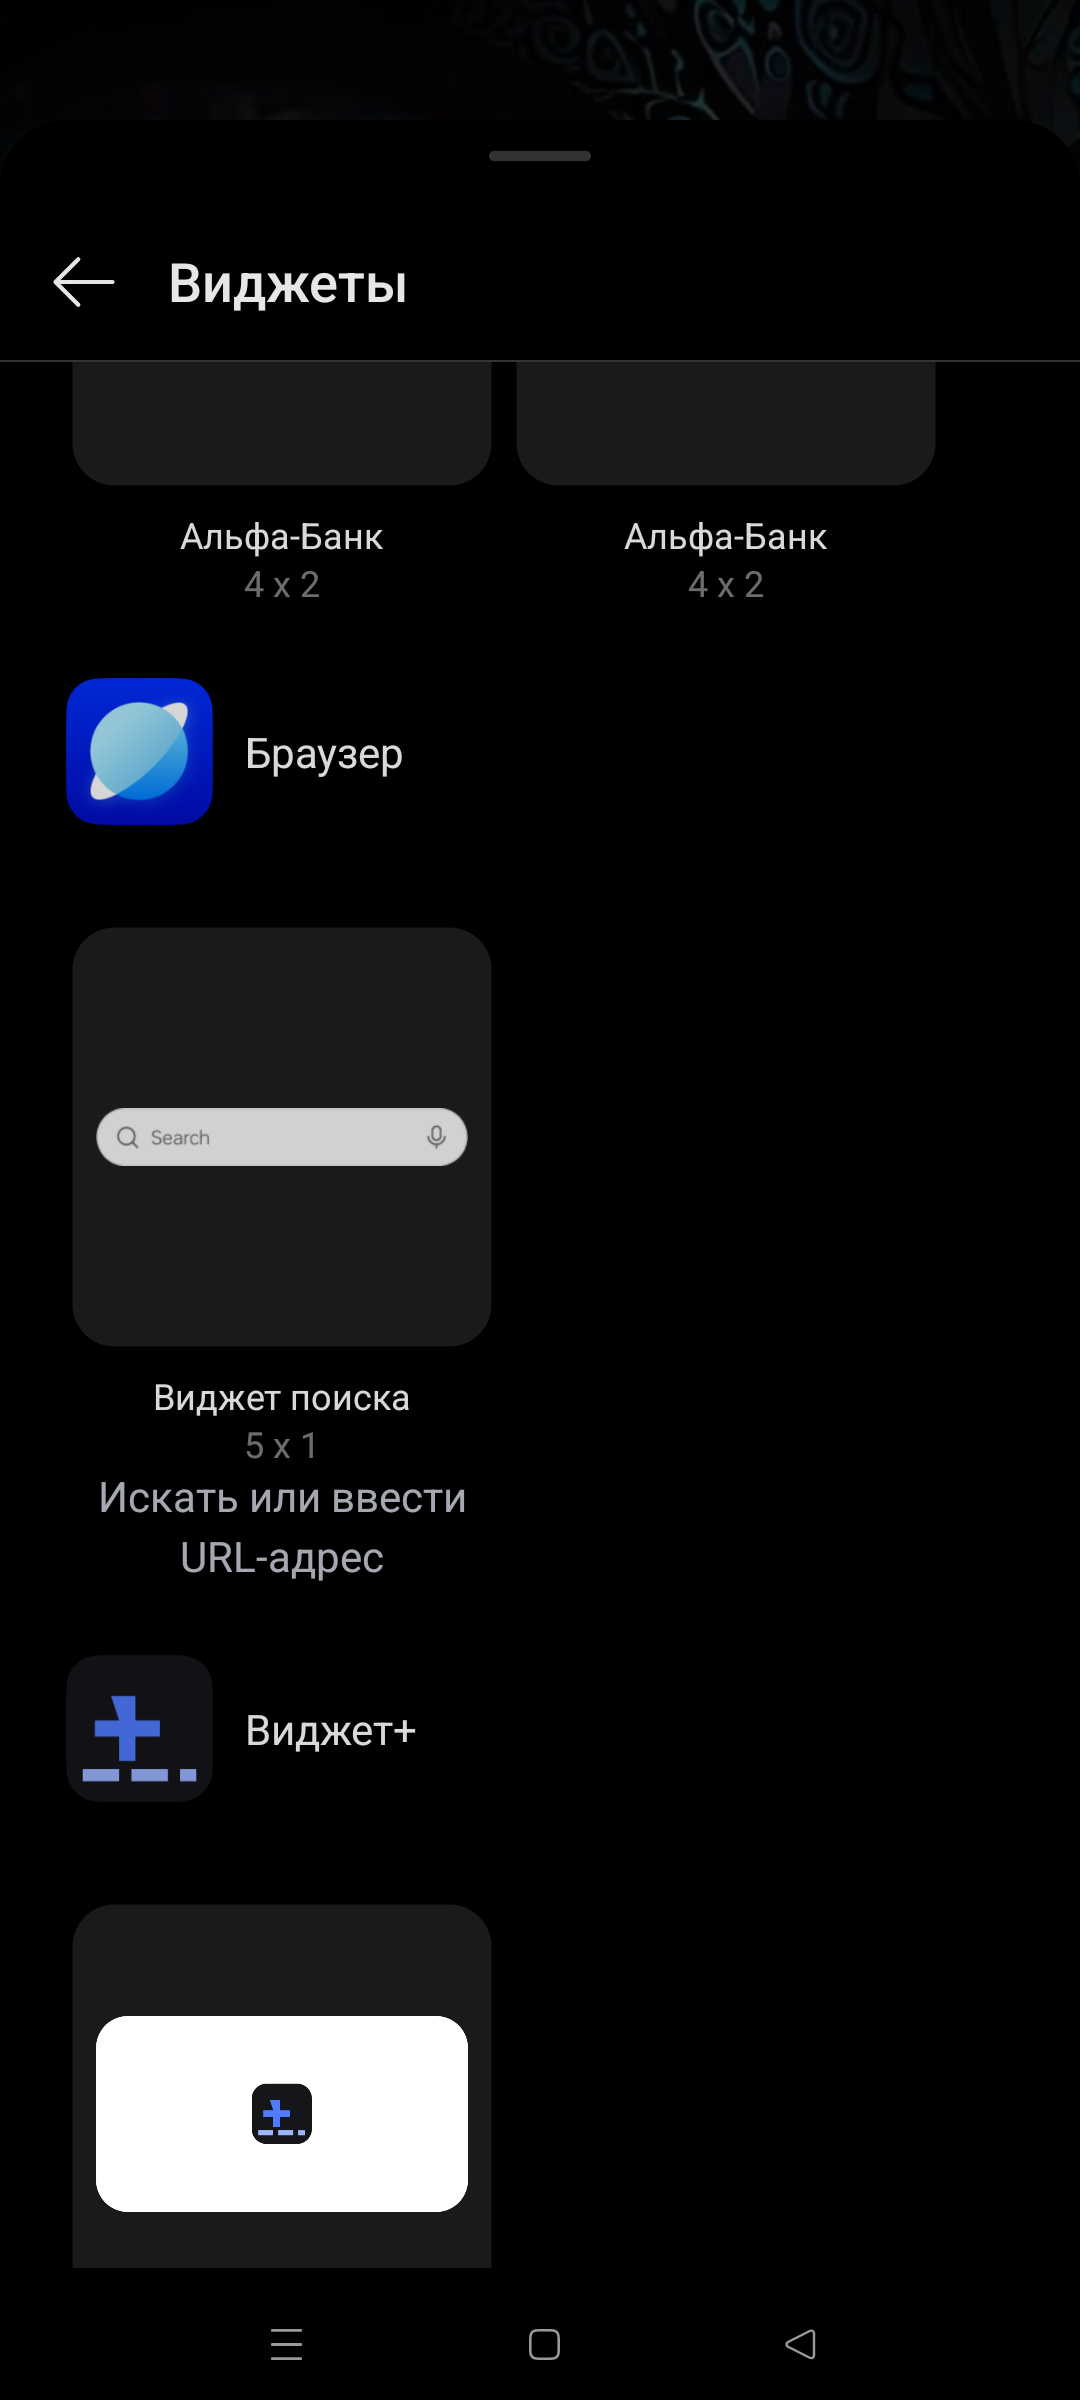 Виджеты
Альфа-Банк
Альфа-Банк
4 x 2
4 x 2
Браузер
Search
Виджет поиска
5 x 1
Искать или ввести
URL-адрес
Виджет+